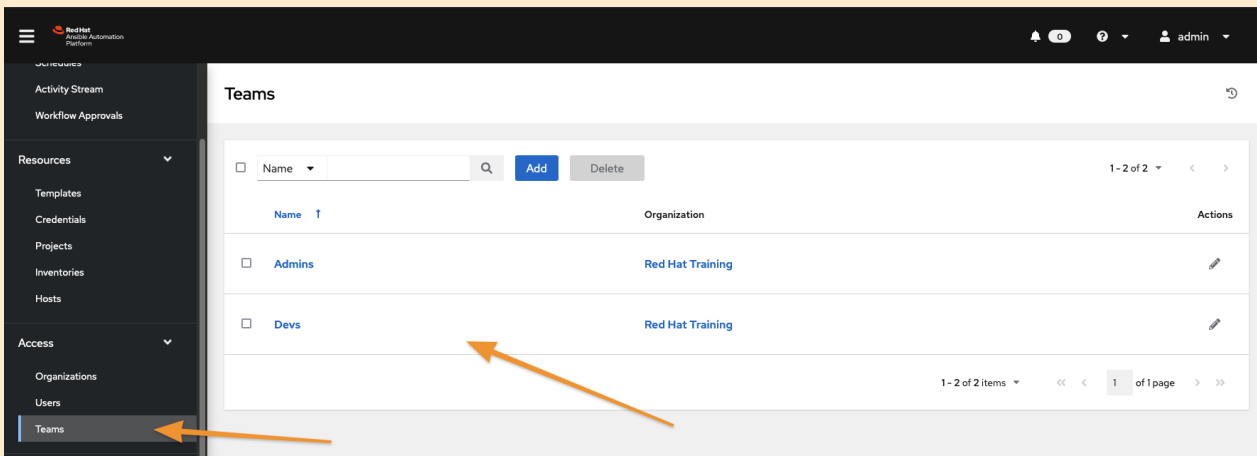 Red Hat
Ansible Automation
Platform
0
admin
Schedules
Activity Stream
Workflow Approvals
Resources
Templates
Credentials
Projects
Inventories
Hosts
Access
Organizations
Users
Teams
Teams
Name
Add
Delete
1 - 2 of 2
Name
Organization
Actions
Admins
Red Hat Training
Devs
Red Hat Training
1 - 2 of 2 items
1
of 1 page